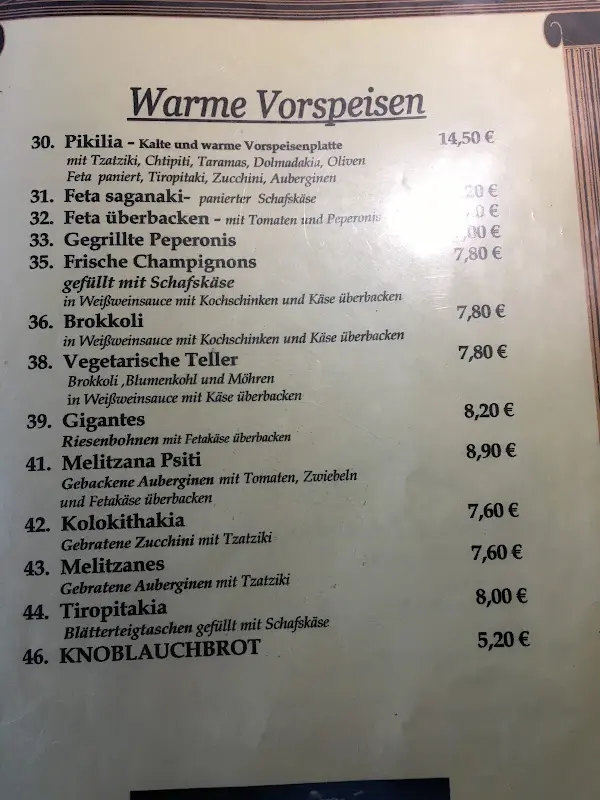 Warme Vorspeisen
30. Pikilia - Kalte und warme Vorspeisenplatte 14,50 €
mit Tzatziki, Chtipiti, Taramas, Dolmadakia, Oliven
Feta paniert, Tiropitaki, Zucchini, Auberginen
31. Feta saganaki- panierter Schafskäse 20 €
32. Feta überbacken - mit Tomaten und Peperonis 0 €
33. Gegrillte Peperonis 00 €
35. Frische Champignons 7,80 €
gefüllt mit Schafskäse
in Weißweinsauce mit Kochschinken und Käse überbacken
36. Brokkoli 7,80 €
in Weißweinsauce mit Kochschinken und Käse überbacken
38. Vegetarische Teller 7,80 €
Brokkoli ,Blumenkohl und Möhren
in Weißweinsauce mit Käse überbacken
39. Gigantes 8,20 €
Riesenbohnen mit Fetakäse überbacken
41. Melitzana Psiti 8,90 €
Gebackene Auberginen mit Tomaten, Zwiebeln
und Fetakäse überbacken
42. Kolokithakia 7,60 €
Gebratene Zucchini mit Tzatziki
43. Melitzanes 7,60 €
Gebratene Auberginen mit Tzatziki
44. Tiropitakia 8,00 €
Blätterteigtaschen gefüllt mit Schafskäse
46. KNOBLAUCHBROT 5,20 €